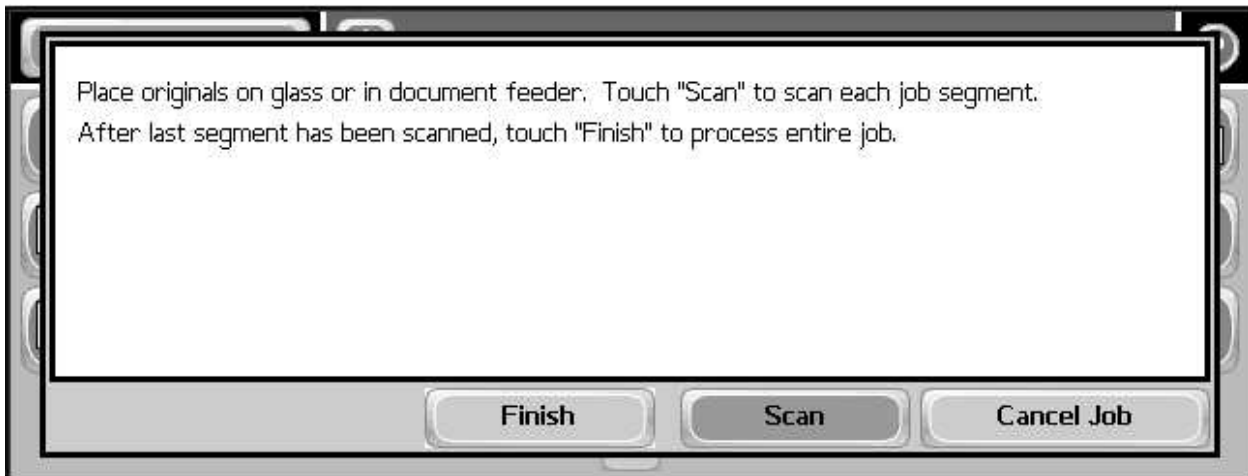 Place originals on glass or in document feeder.  Touch "Scan" to scan each job segment.
After last segment has been scanned, touch "Finish" to process entire job.
Finish Scan Cancel Job